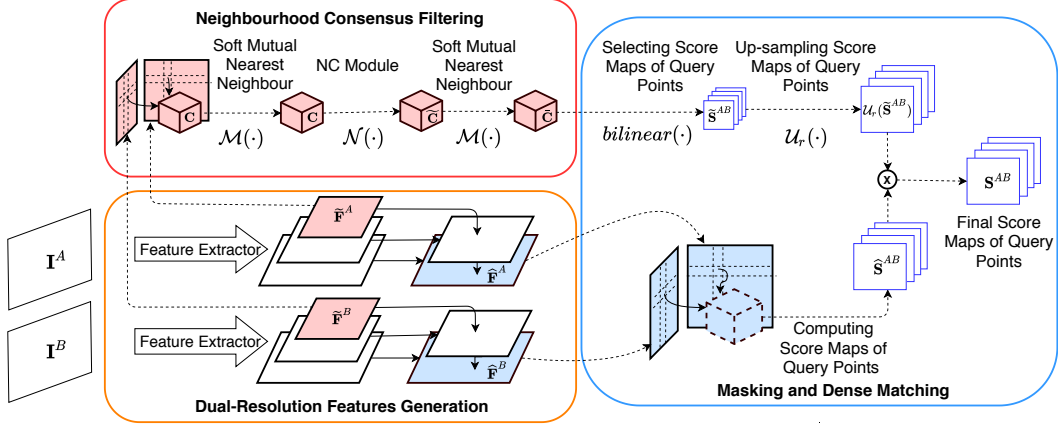 Neighbourhood Consensus Filtering
Soft Mutual
Nearest
Neighbour
NC Module
Soft Mutual
Nearest
Neighbour
C
C
C̃
C̄
M(·)
N(·)
M(·)
Selecting Score
Maps of Query
Points
Up-sampling Score
Maps of Query
Points
S̃^AB
U_r(S̃^AB)
bilinear(·)
U_r(·)
x
S^AB
Final Score
Maps of Query
Points
Ŝ^AB
Computing
Score Maps of
Query Points
Masking and Dense Matching
I^A
I^B
Feature Extractor
F̃^A
F̂^A
Feature Extractor
F̃^B
F̂^B
Dual-Resolution Features Generation